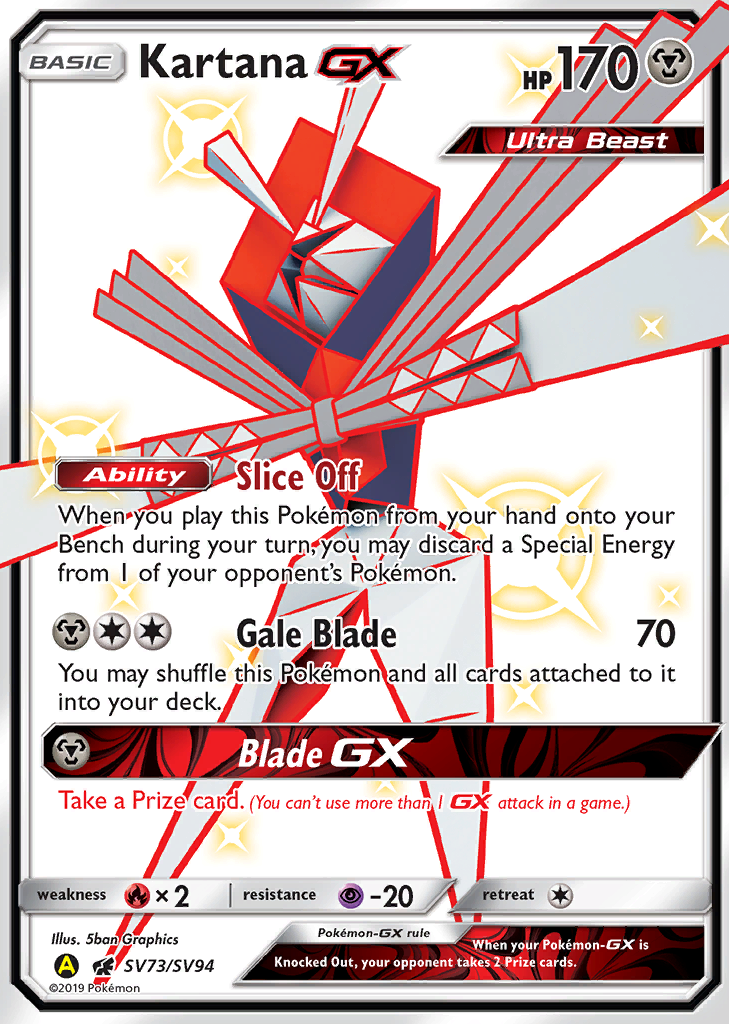 BASIC Kartana GX HP 170
Ultra Beast
Ability Slice Off
When you play this Pokémon from your hand onto your
Bench during your turn, you may discard a Special Energy
from 1 of your opponent's Pokémon.
Gale Blade 70
You may shuffle this Pokémon and all cards attached to it
into your deck.
Blade GX
Take a Prize card. (You can't use more than 1 GX attack in a game.)
weakness ×2 resistance -20 retreat
Illus. 5ban Graphics
A SV73/SV94
©2019 Pokémon
Pokémon-GX rule
When your Pokémon-GX is
Knocked Out, your opponent takes 2 Prize cards.